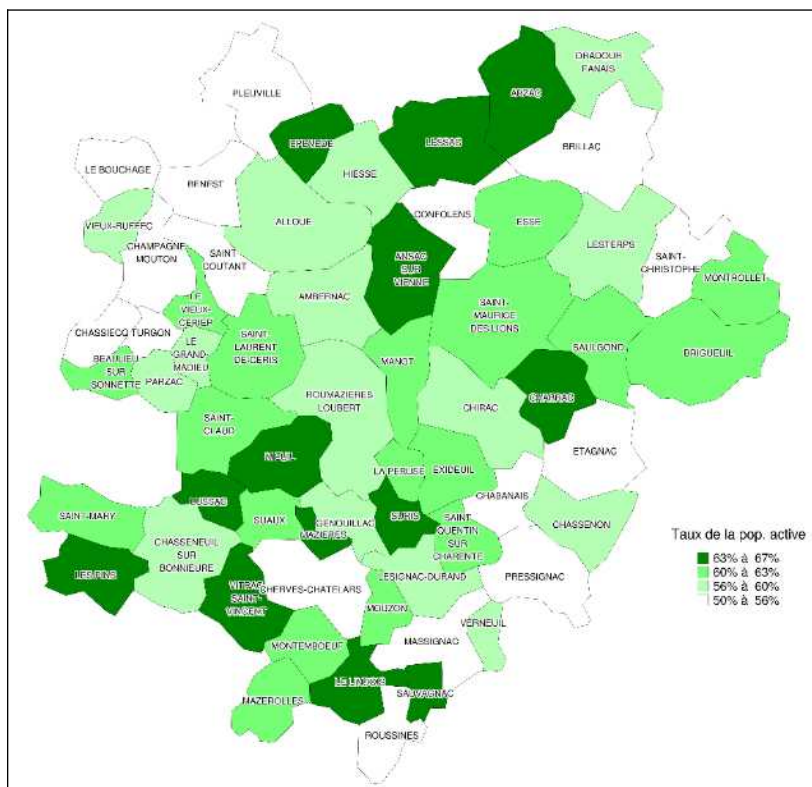 ORADOUR
FANAIS
ABZAC
PLEUVILLE
EPENEDE
LESSAC
BRILLAC
LE BOUCHAGE
HIESSE
BENEST
CONFOLENS
ESSE
ALLOUE
VIEUX-RUFFEC
LESTERPS
CHAMPAGNE
MOUTON
SAINT
COUTANT
ANSAC
SUR
VIENNE
SAINT-
CHRISTOPHE
MONTROLLET
AMBERNAC
LE
VIEUX-
CERIER
SAINT-
MAURICE
DES LIONS
CHASSIECQ
TURGON
SAINT
LAURENT
DE-CERIS
LE
GRAND-
MADIEU
SAULGOND
BRIGUEUIL
BEAULIEU
SUR
SONNETTE
MANOT
PARZAC
ROUMAZIERES
LOUBERT
CHIRAC
SAINT-
CLAUD
ETAGNAC
LA PERUSE
EXIDEUIL
CHABANAIS
SAINT-MARY
SUAUX
GENOUILLAC
MAZIERES
SURIS
SAINT
QUENTIN
SUR
CHARENTE
CHASSENON
CHASSENEUIL
SUR
BONNIEURE
Taux de la pop. active
63% à 67%
60% à 63%
56% à 60%
50% à 56%
LES PINS
VITRAC-
SAINT-
VINCENT
CHERVES-CHATELARS
LESIGNAC-DURAND
PRESSIGNAC
MOUZON
VERNEUIL
MASSIGNAC
MONTEMBOEUF
LE LINDOIS
SAUVAGNAC
MAZEROLLES
ROUSSINES